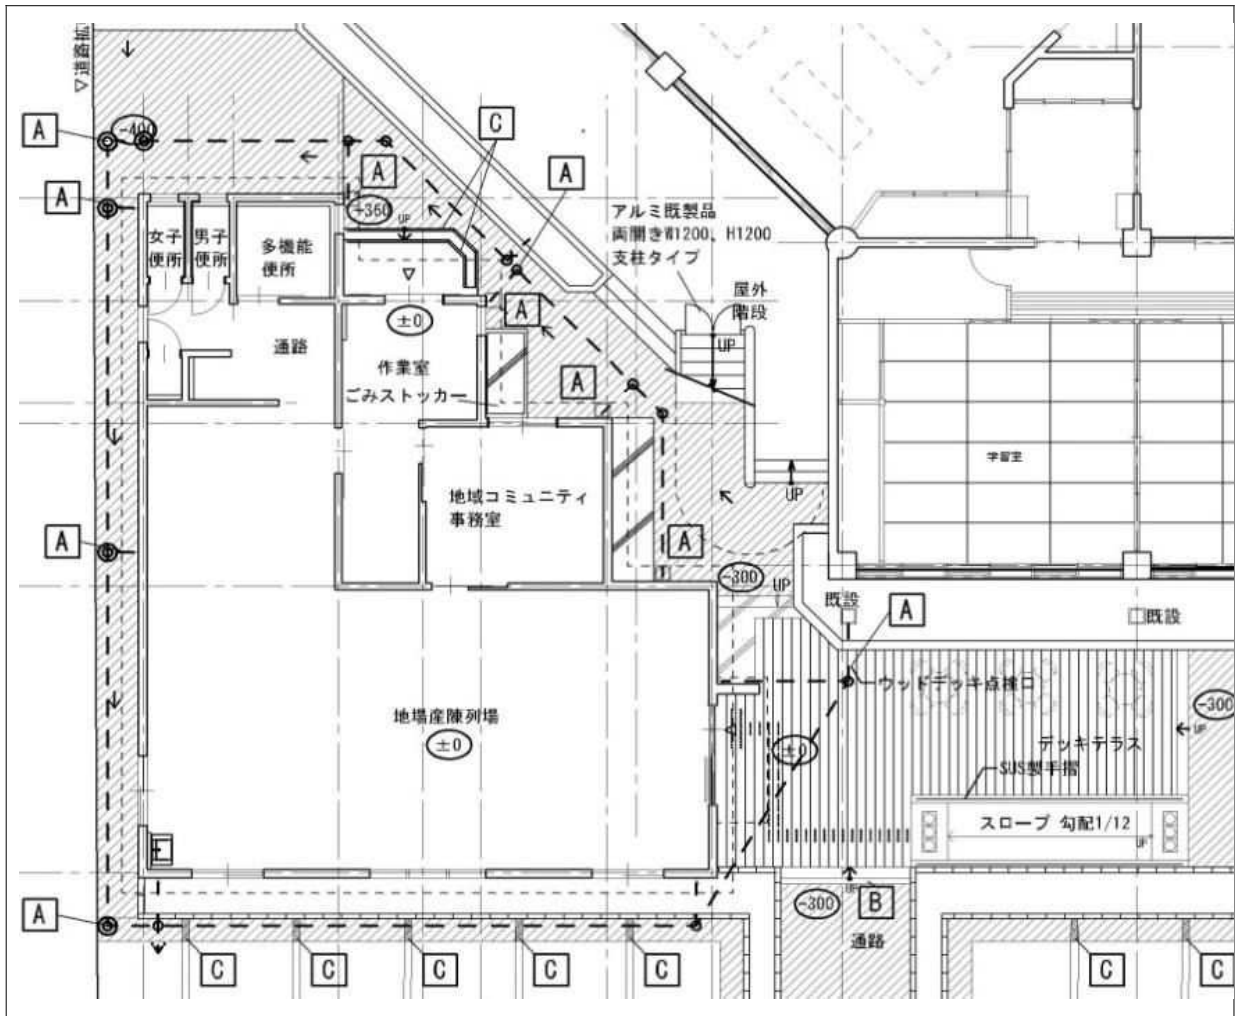 ▽道路拡
A
-400
C
A
A
A
-360
UP
アルミ既製品
両開きW1200、H1200
支柱タイプ
女子
便所
男子
便所
多機能
便所
▽
屋外
階段
±0
A
UP
通路
作業室
ごみストッカー
A
学習室
地域コミュニティ
事務室
UP
A
A
-300
UP
既設
A
既設
ウッドデッキ点検口
-300
地場産陳列場
±0
±0
デッキテラス
UP
SUS製手摺
スロープ 勾配1/12
UP
A
UP
-300
B
通路
C
C
C
C
C
C
C